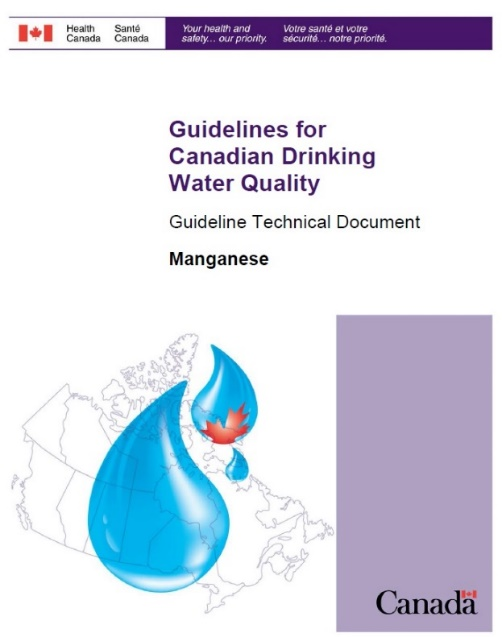 Health Canada
Santé Canada
Your health and safety... our priority.
Votre santé et votre sécurité... notre priorité.
Guidelines for
Canadian Drinking
Water Quality
Guideline Technical Document
Manganese
Canada